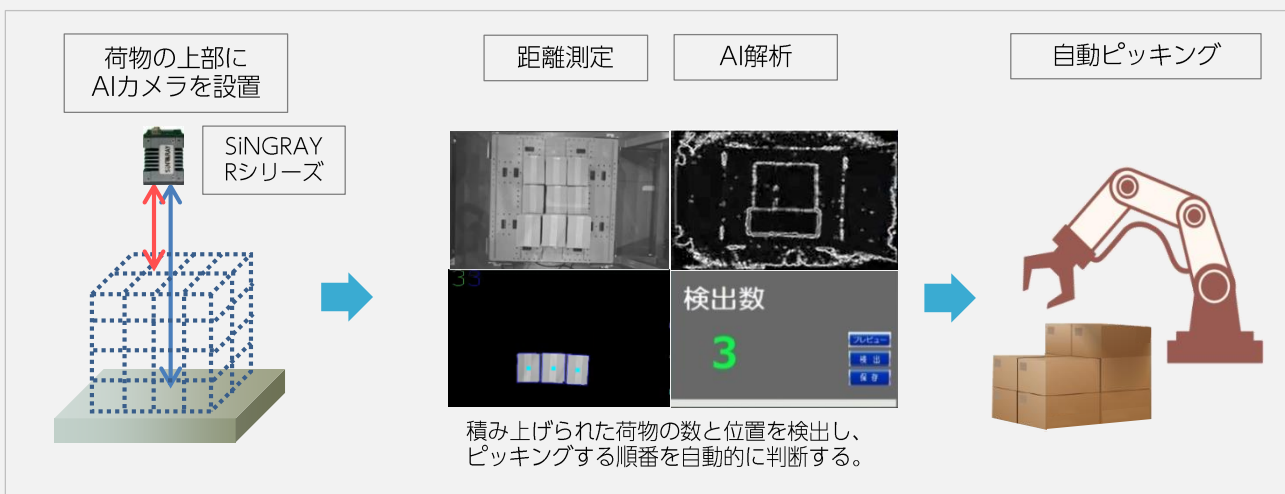 荷物の上部に
AIカメラを設置
SiNGRAY
Rシリーズ
距離測定
AI解析
自動ピッキング
33
検出数
3
プレビュー
検出
保存
積み上げられた荷物の数と位置を検出し、
ピッキングする順番を自動的に判断する。